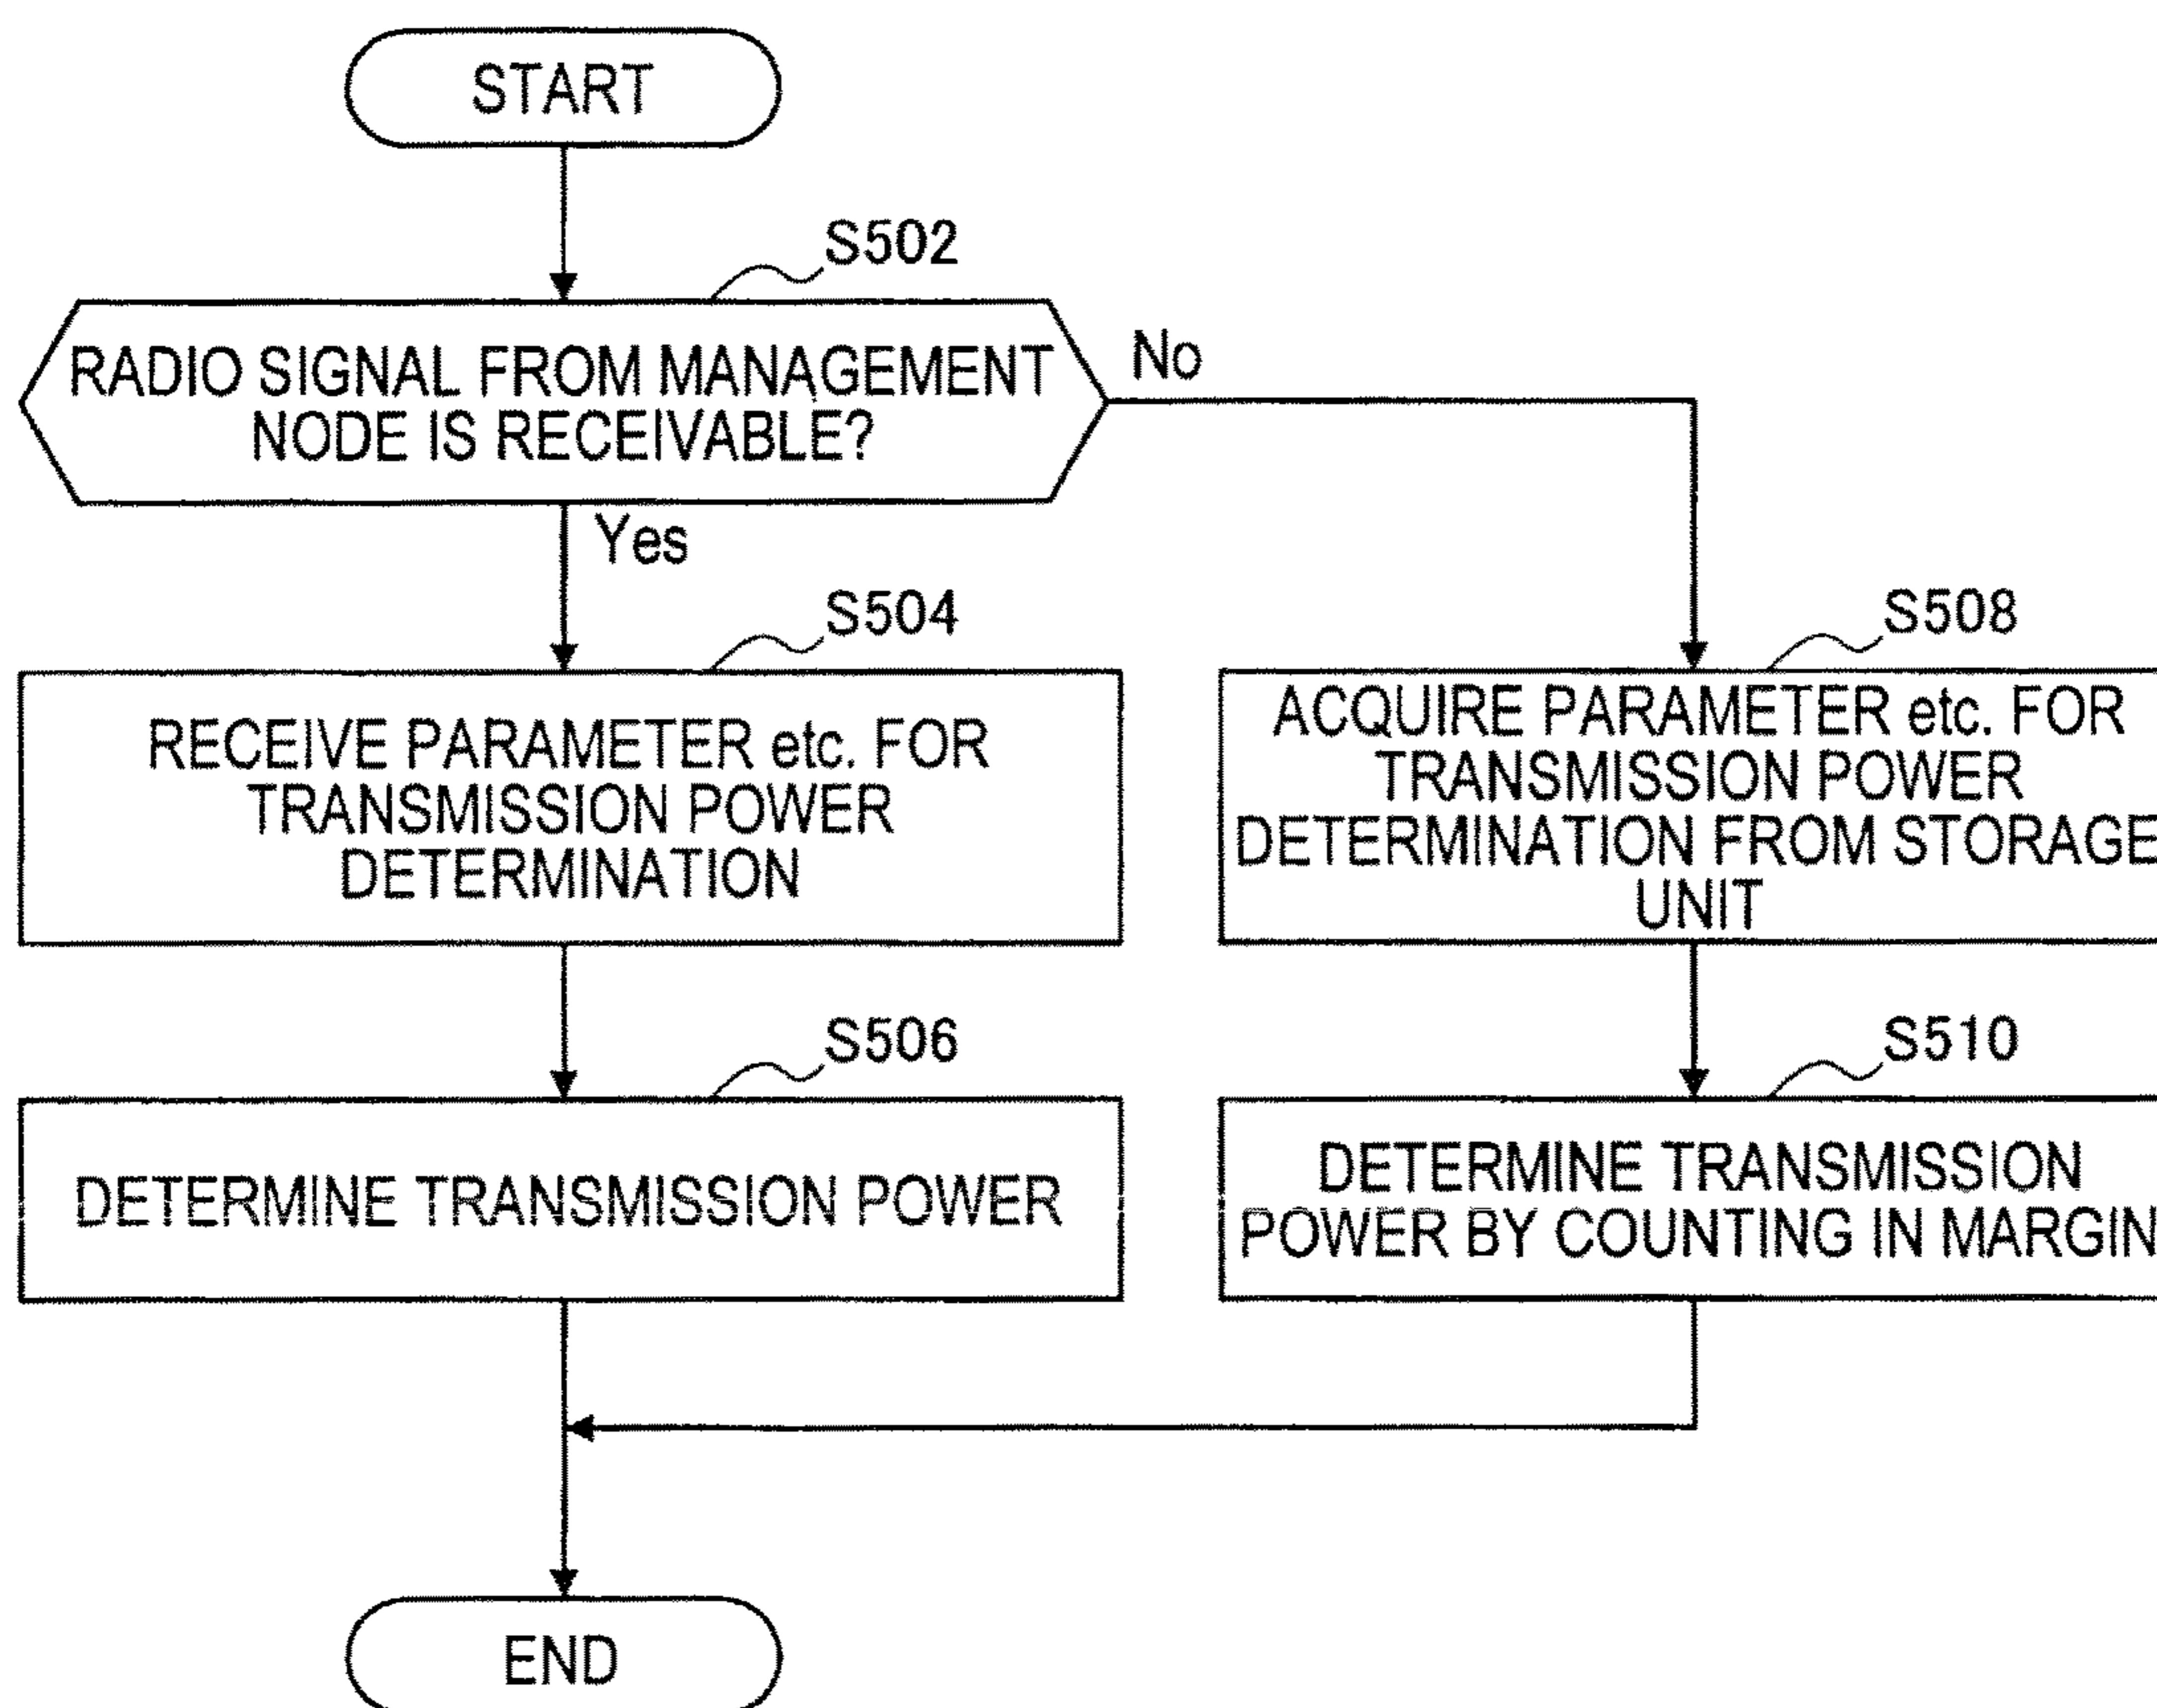 START
S502
RADIO SIGNAL FROM MANAGEMENT
NODE IS RECEIVABLE?
No
Yes
S504
RECEIVE PARAMETER etc. FOR
TRANSMISSION POWER
DETERMINATION
S508
ACQUIRE PARAMETER etc. FOR
TRANSMISSION POWER
DETERMINATION FROM STORAGE
UNIT
S506
DETERMINE TRANSMISSION POWER
S510
DETERMINE TRANSMISSION
POWER BY COUNTING IN MARGIN
END